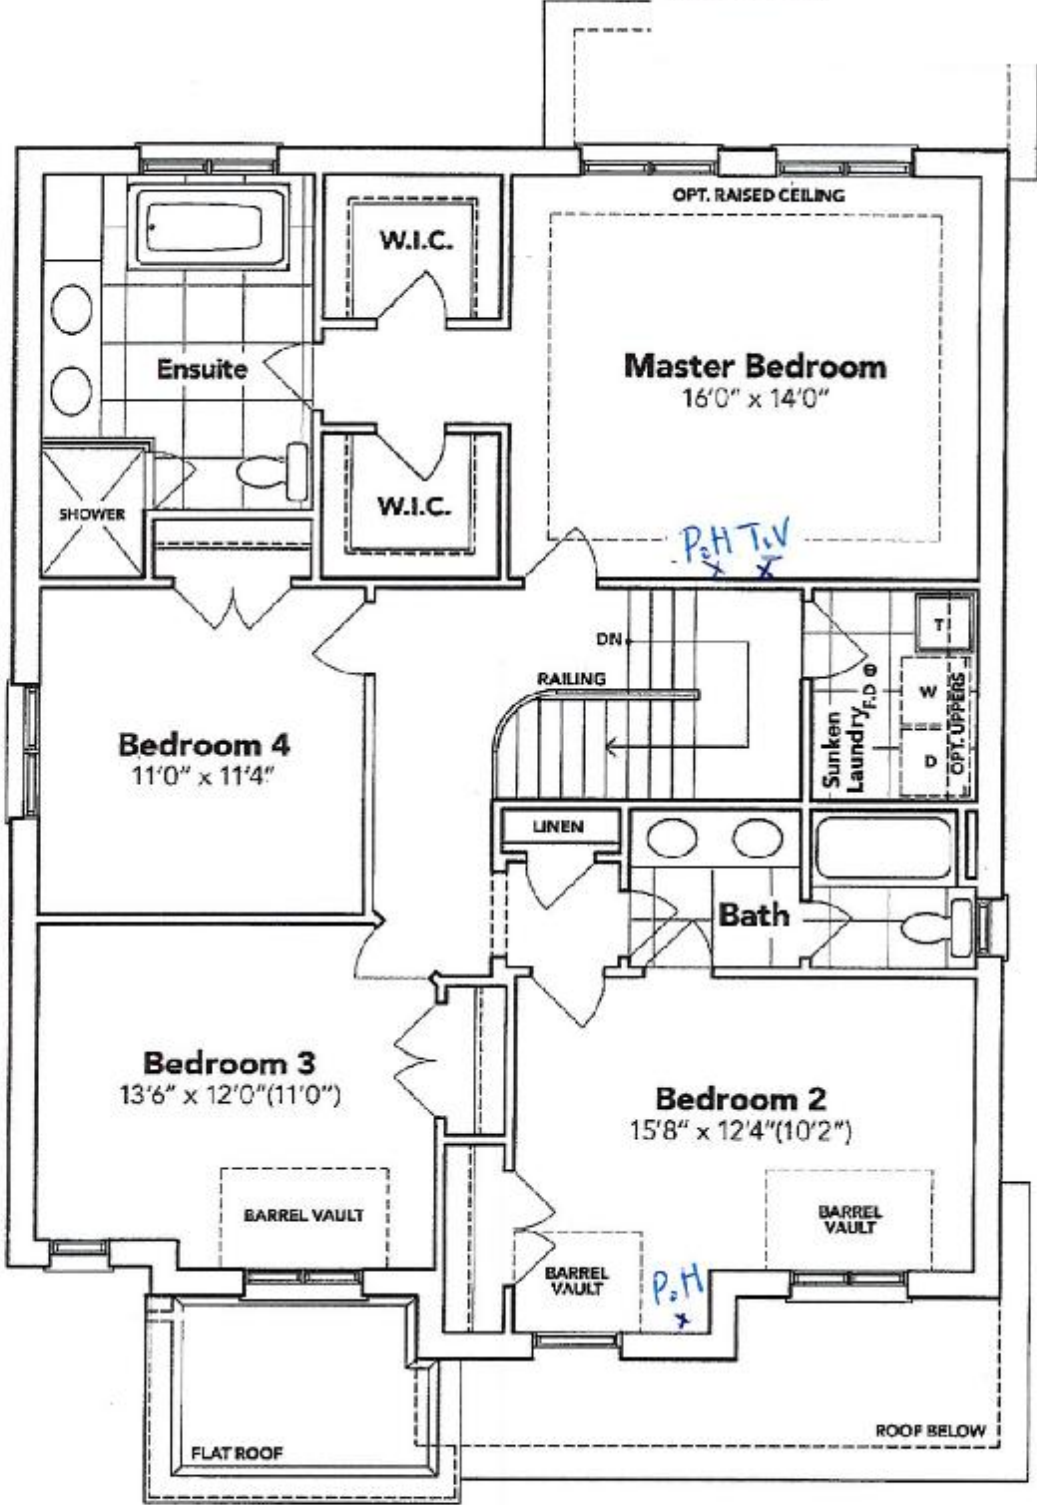 OPT. RAISED CEILING
W.I.C.
Master Bedroom
16'0" x 14'0"
Ensuite
W.I.C.
SHOWER
P.H T.V
DN
RAILING
T
W
D
F.D
OPT. UPPERS
Sunken
Laundry
Bedroom 4
11'0" x 11'4"
LINEN
Bath
Bedroom 3
13'6" x 12'0"(11'0")
Bedroom 2
15'8" x 12'4"(10'2")
BARREL VAULT
BARREL
VAULT
BARREL
VAULT
P.H
FLAT ROOF
ROOF BELOW